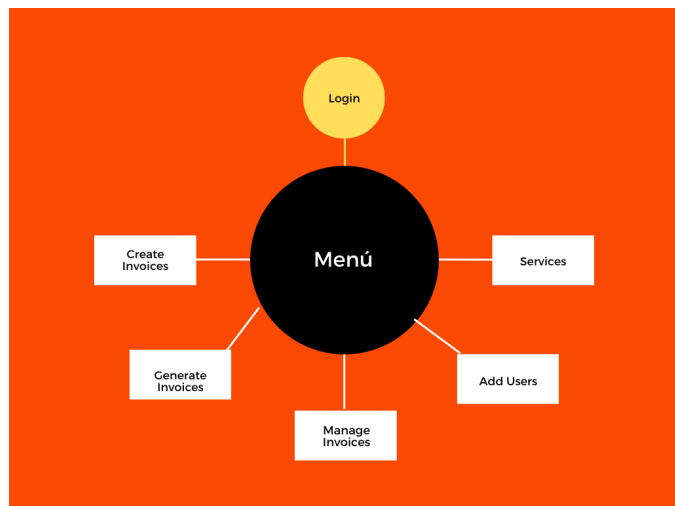 Login
Menú
Create
Invoices
Services
Generate
Invoices
Add Users
Manage
Invoices